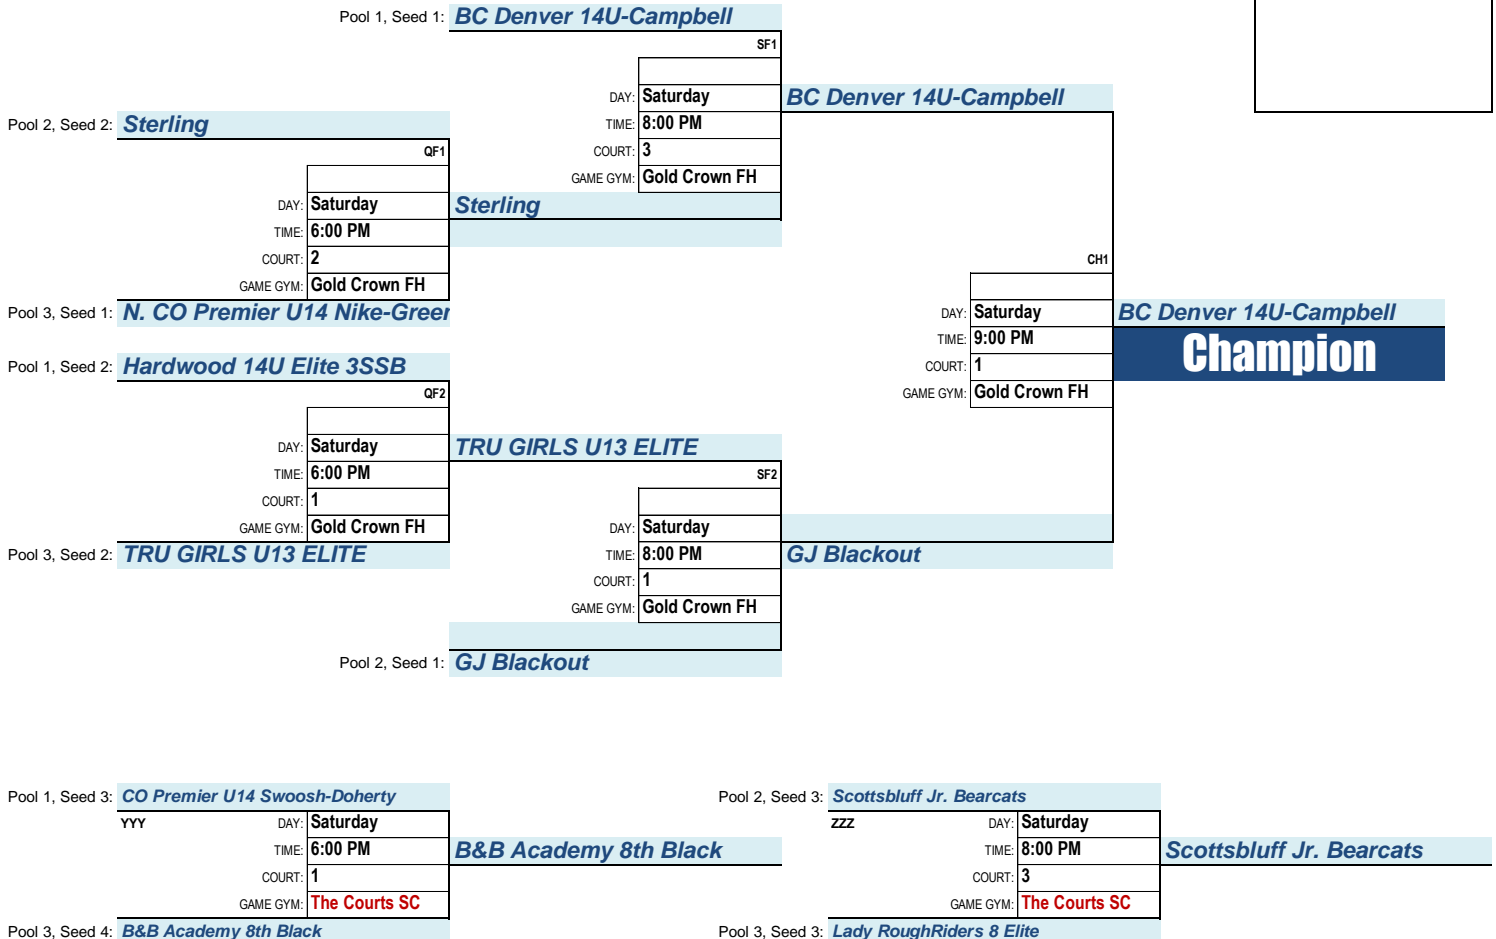 Pool 1, Seed 1: BC Denver 14U-Campbell
SF1
DAY: Saturday BC Denver 14U-Campbell
Pool 2, Seed 2: Sterling TIME: 8:00 PM
QF1 COURT: 3
GAME GYM: Gold Crown FH
DAY: Saturday Sterling
TIME: 6:00 PM
COURT: 2 CH1
GAME GYM: Gold Crown FH
Pool 3, Seed 1: N. CO Premier U14 Nike-Green DAY: Saturday BC Denver 14U-Campbell
TIME: 9:00 PM Champion
Pool 1, Seed 2: Hardwood 14U Elite 3SSB COURT: 1
QF2 GAME GYM: Gold Crown FH
DAY: Saturday TRU GIRLS U13 ELITE
TIME: 6:00 PM SF2
COURT: 1
GAME GYM: Gold Crown FH DAY: Saturday
Pool 3, Seed 2: TRU GIRLS U13 ELITE TIME: 8:00 PM GJ Blackout
COURT: 1
GAME GYM: Gold Crown FH
Pool 2, Seed 1: GJ Blackout
Pool 1, Seed 3: CO Premier U14 Swoosh-Doherty Pool 2, Seed 3: Scottsbluff Jr. Bearcats
YYY DAY: Saturday ZZZ DAY: Saturday
TIME: 6:00 PM B&B Academy 8th Black TIME: 8:00 PM Scottsbluff Jr. Bearcats
COURT: 1 COURT: 3
GAME GYM: The Courts SC GAME GYM: The Courts SC
Pool 3, Seed 4: B&B Academy 8th Black Pool 3, Seed 3: Lady RoughRiders 8 Elite